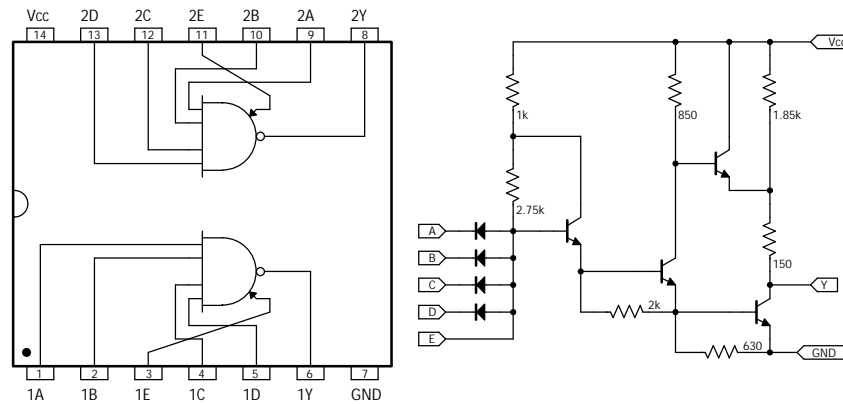 Vcc 2D 2C 2E 2B 2A 2Y
14 13 12 11 10 9 8
1 2 3 4 5 6 7
1A 1B 1E 1C 1D 1Y GND
Vcc
1k
850
1.85k
2.75k
A
B
C
D
E
2k
150
Y
630
GND